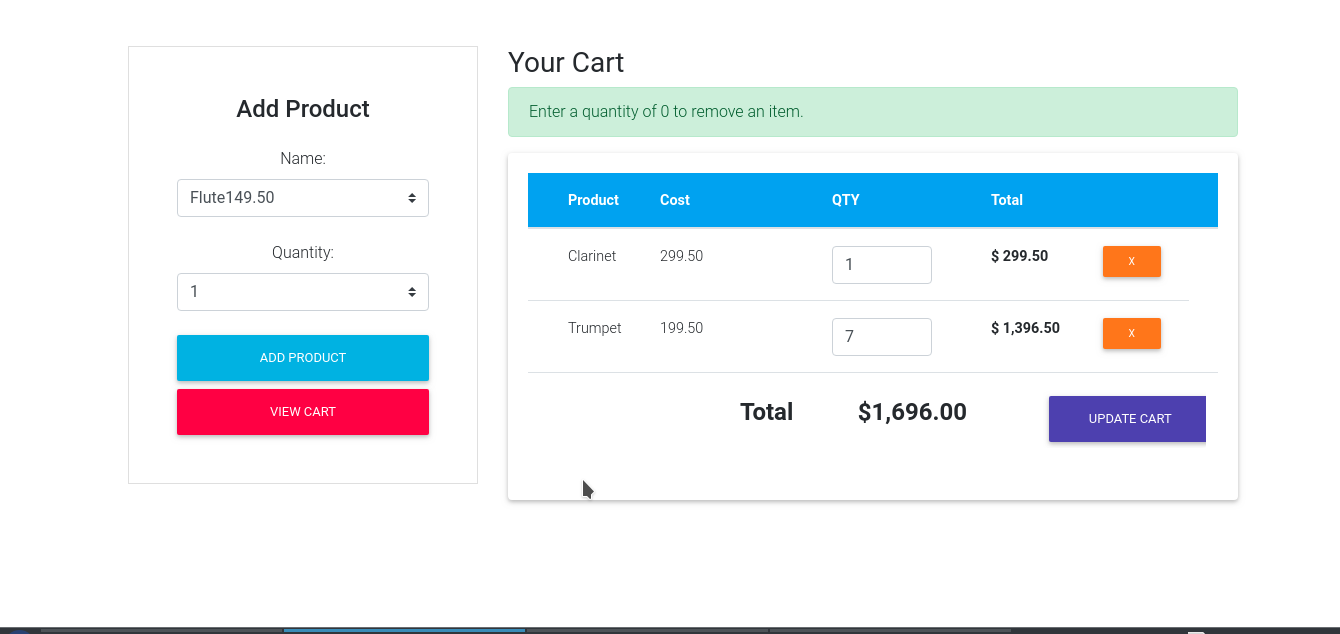 Add Product
Name:
Flute149.50
Quantity:
1
ADD PRODUCT
VIEW CART
Your Cart
Enter a quantity of 0 to remove an item.
Product Cost QTY Total
Clarinet 299.50 1 $ 299.50 X
Trumpet 199.50 7 $ 1,396.50 X
Total $1,696.00 UPDATE CART